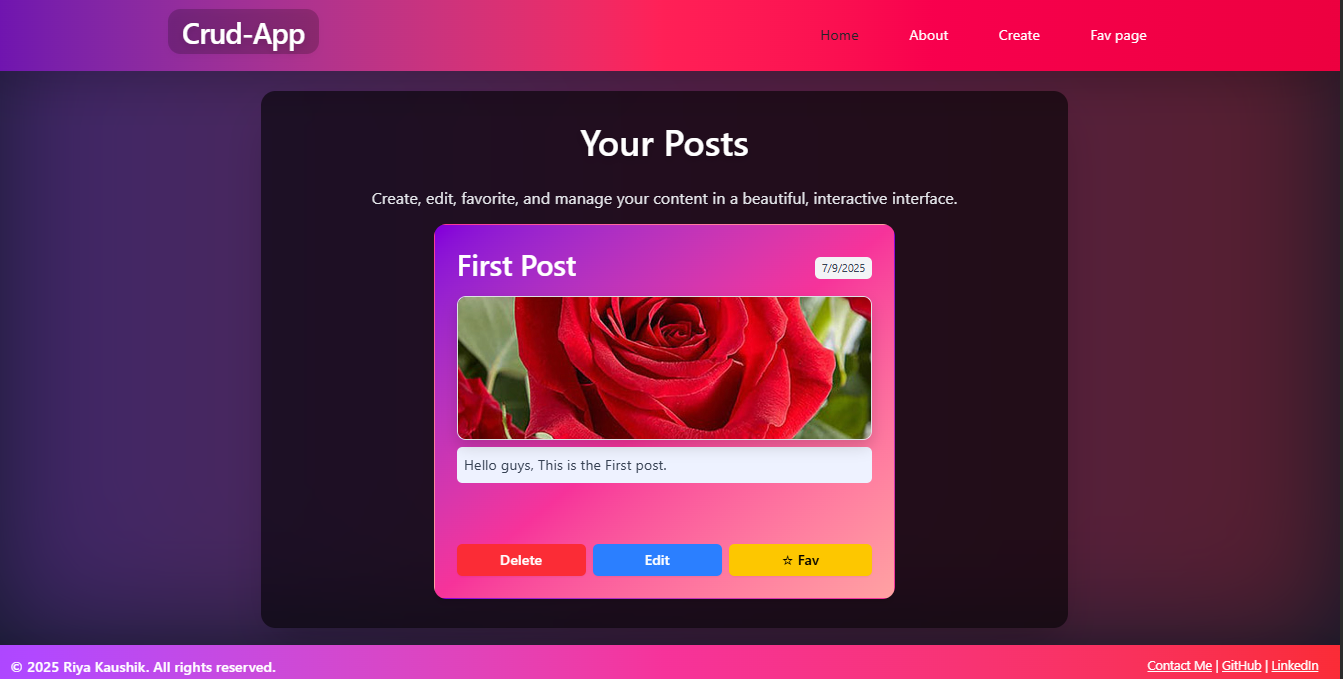 Crud-App
Home About Create Fav page
Your Posts
Create, edit, favorite, and manage your content in a beautiful, interactive interface.
First Post
7/9/2025
Hello guys, This is the First post.
Delete Edit ☆ Fav
© 2025 Riya Kaushik. All rights reserved.
Contact Me | GitHub | LinkedIn